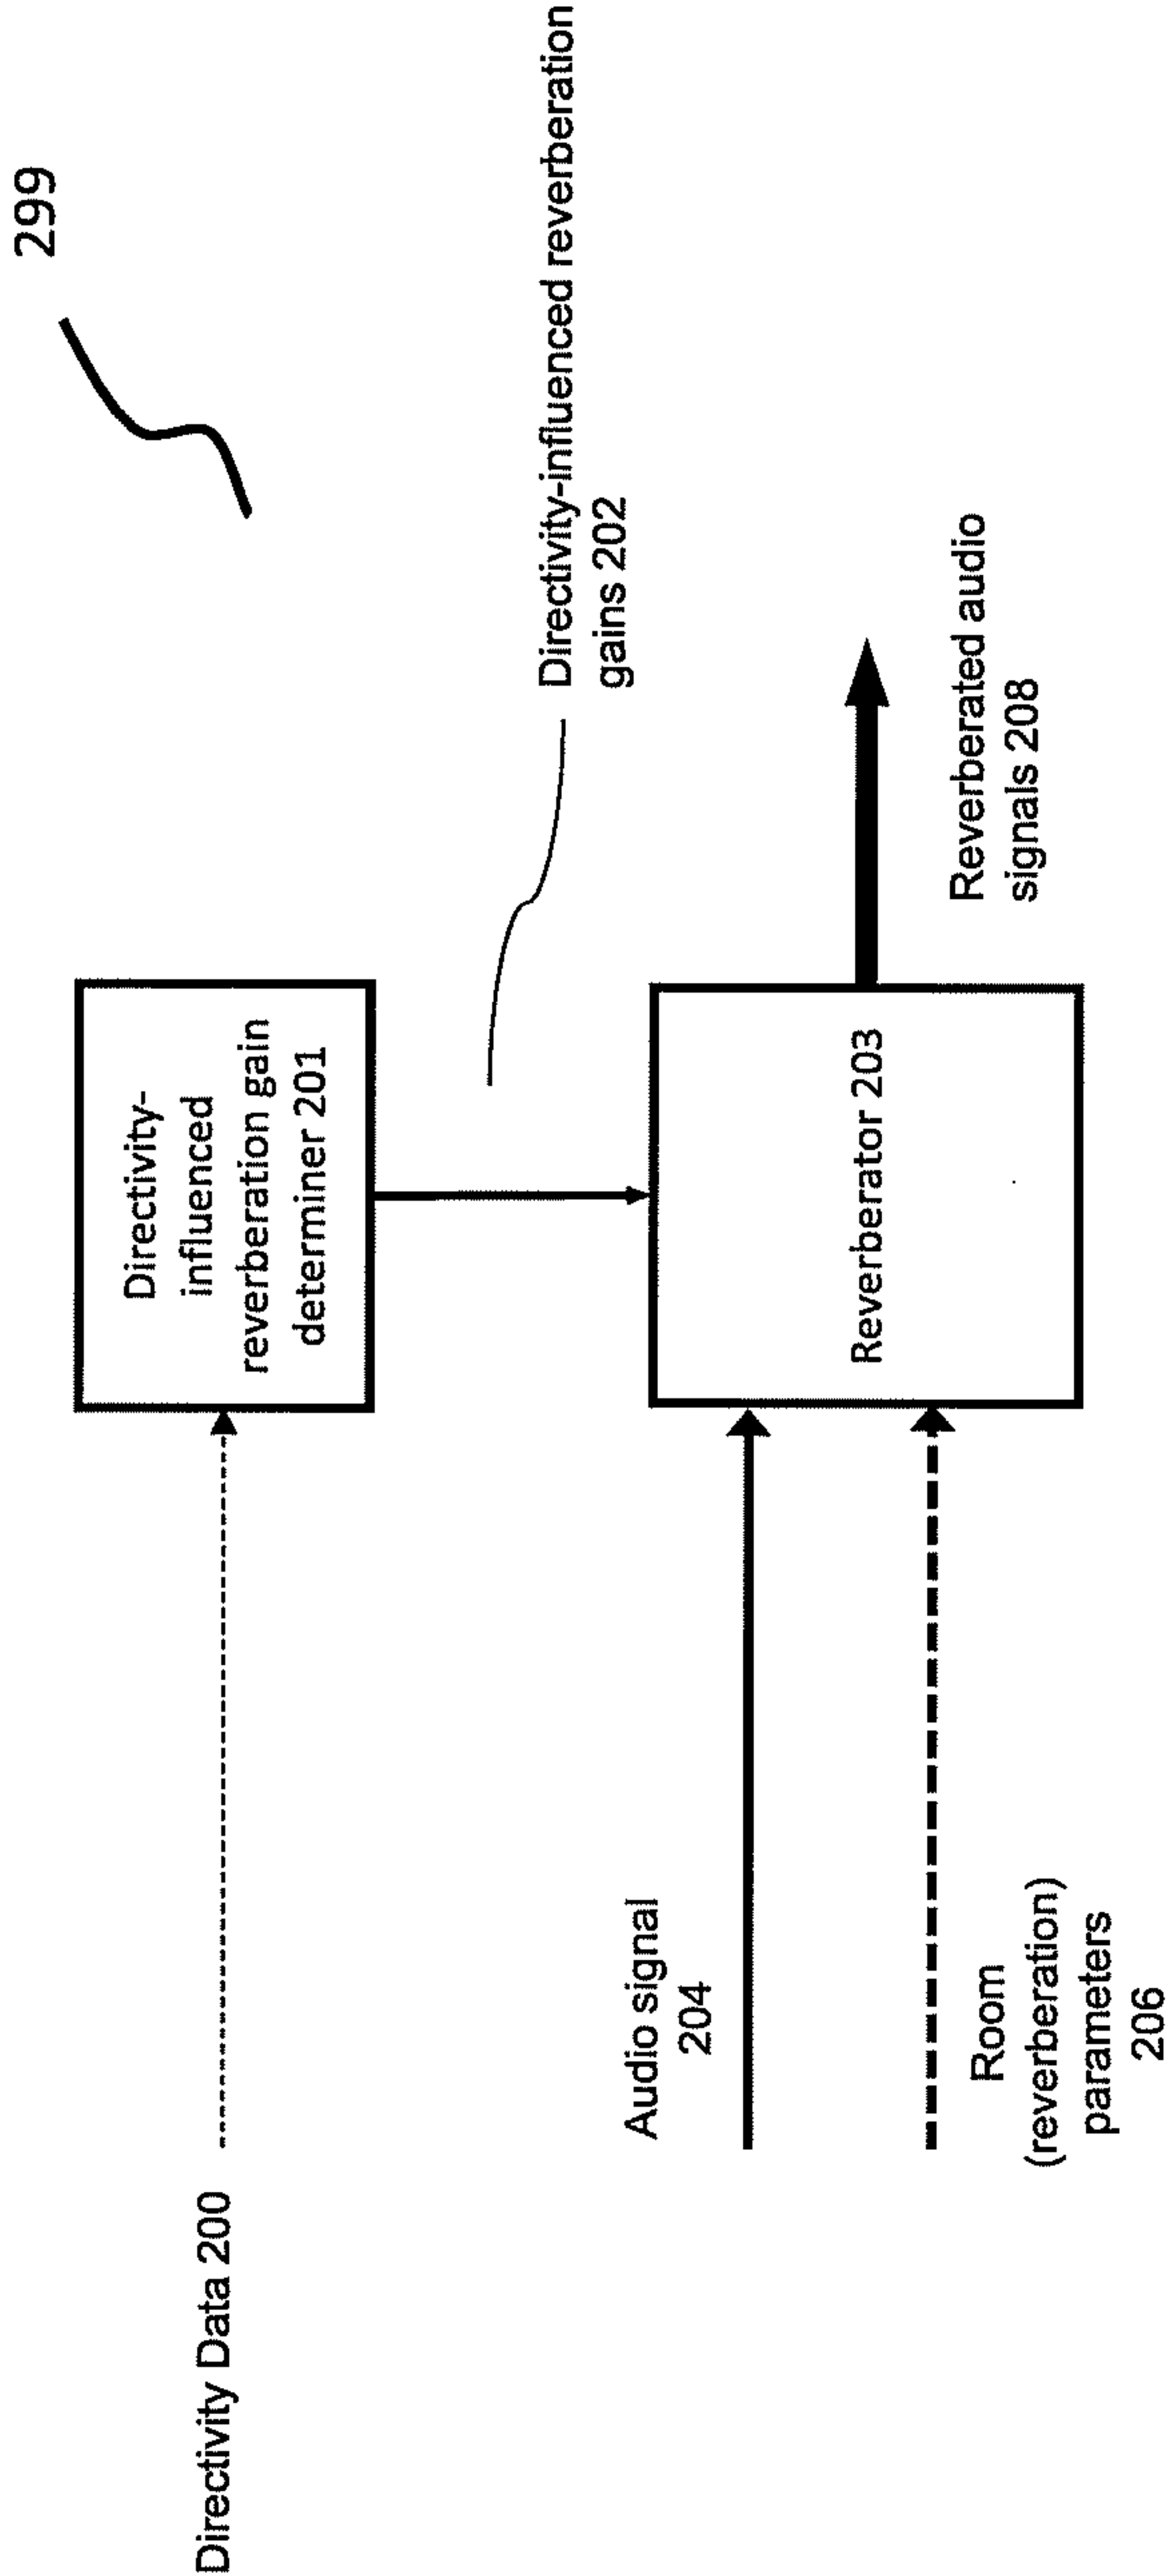 299
Directivity Data 200
Directivity-
influenced
reverberation gain
determiner 201
Directivity-influenced reverberation
gains 202
Audio signal
204
Room
(reverberation)
parameters
206
Reverberator 203
Reverberated audio
signals 208